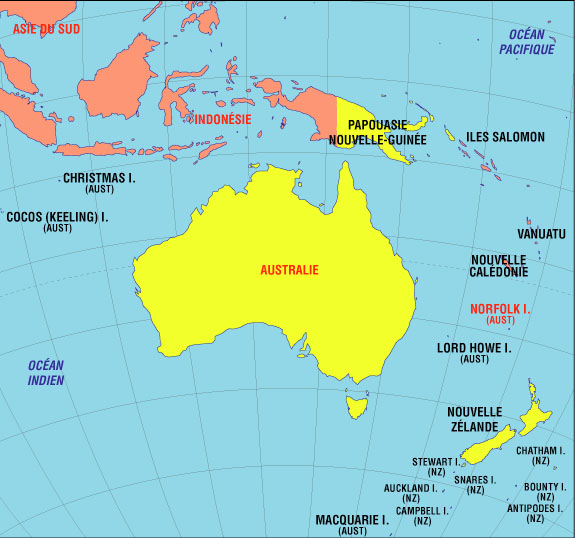 ASIE DU SUD
OCÉAN
PACIFIQUE
INDONÉSIE
PAPOUASIE
NOUVELLE-GUINÉE
ILES SALOMON
CHRISTMAS I.
(AUST)
COCOS (KEELING) I.
(AUST)
VANUATU
NOUVELLE
CALÉDONIE
AUSTRALIE
NORFOLK I.
(AUST)
LORD HOWE I.
(AUST)
OCÉAN
INDIEN
NOUVELLE
ZÉLANDE
CHATHAM I.
(NZ)
STEWART I.
(NZ)
SNARES I.
(NZ)
AUCKLAND I.
(NZ)
BOUNTY I.
(NZ)
CAMPBELL I.
(NZ)
ANTIPODES I.
(NZ)
MACQUARIE I.
(AUST)